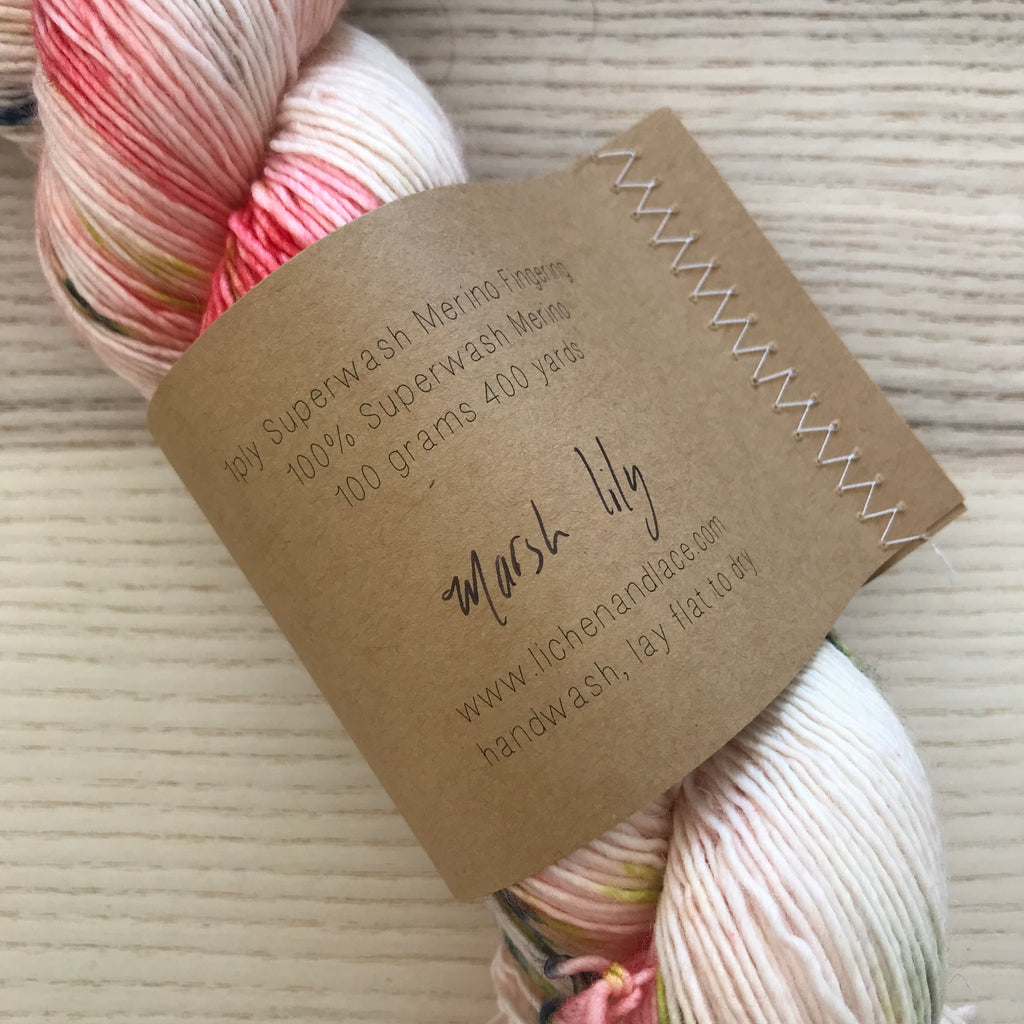 1ply Superwash Merino Fingering
100% Superwash Merino
100 grams 400 yards
Marsh lily
www.lichenandlace.com
handwash, lay flat to dry